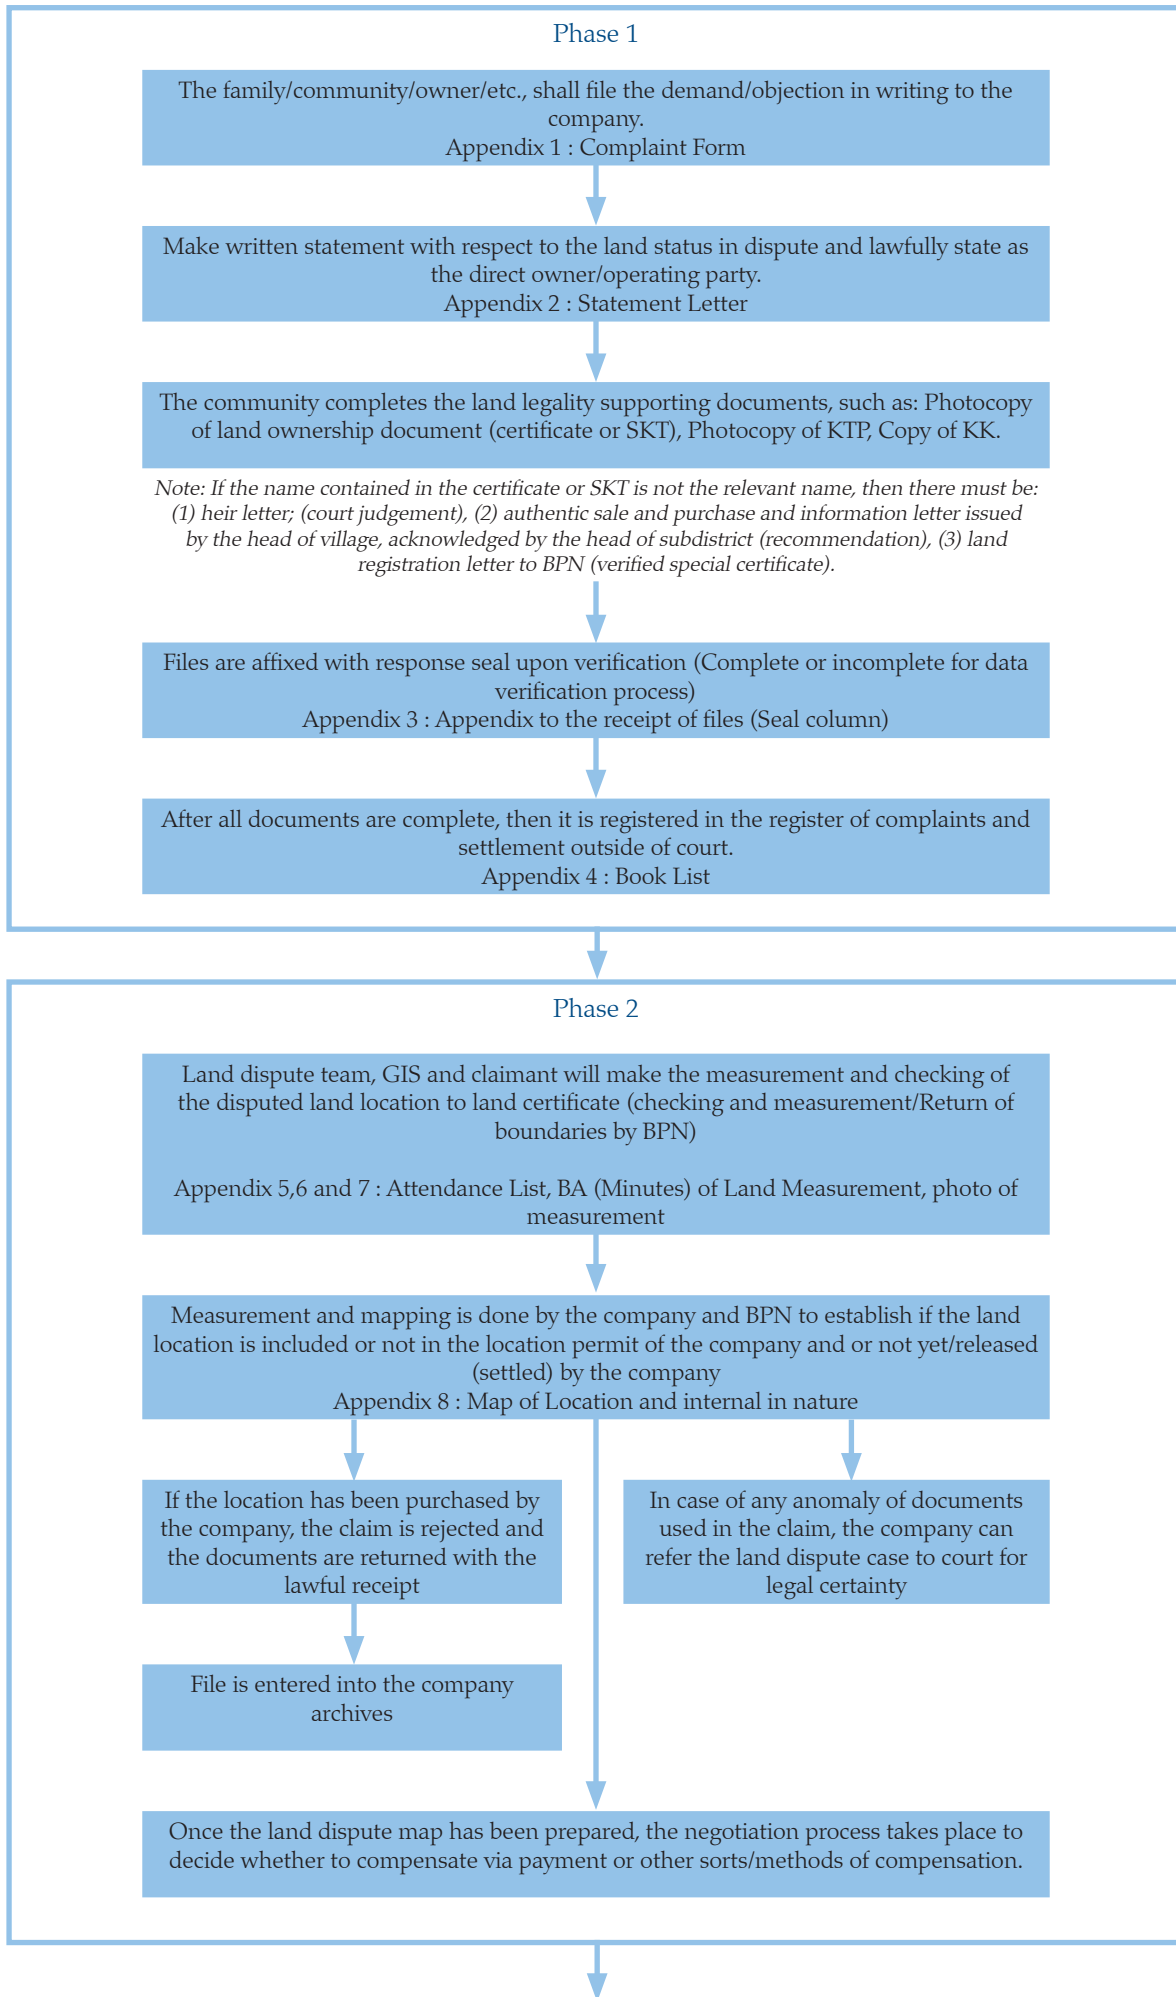 Phase 1
The family/community/owner/etc., shall file the demand/objection in writing to the
company.
Appendix 1 : Complaint Form
Make written statement with respect to the land status in dispute and lawfully state as
the direct owner/operating party.
Appendix 2 : Statement Letter
The community completes the land legality supporting documents, such as: Photocopy
of land ownership document (certificate or SKT), Photocopy of KTP, Copy of KK.
Note: If the name contained in the certificate or SKT is not the relevant name, then there must be:
(1) heir letter; (court judgement), (2) authentic sale and purchase and information letter issued
by the head of village, acknowledged by the head of subdistrict (recommendation), (3) land
registration letter to BPN (verified special certificate).
Files are affixed with response seal upon verification (Complete or incomplete for data
verification process)
Appendix 3 : Appendix to the receipt of files (Seal column)
After all documents are complete, then it is registered in the register of complaints and
settlement outside of court.
Appendix 4 : Book List
Phase 2
Land dispute team, GIS and claimant will make the measurement and checking of
the disputed land location to land certificate (checking and measurement/Return of
boundaries by BPN)
Appendix 5,6 and 7 : Attendance List, BA (Minutes) of Land Measurement, photo of
measurement
Measurement and mapping is done by the company and BPN to establish if the land
location is included or not in the location permit of the company and or not yet/released
(settled) by the company
Appendix 8 : Map of Location and internal in nature
If the location has been purchased by
the company, the claim is rejected and
the documents are returned with the
lawful receipt
In case of any anomaly of documents
used in the claim, the company can
refer the land dispute case to court for
legal certainty
File is entered into the company
archives
Once the land dispute map has been prepared, the negotiation process takes place to
decide whether to compensate via payment or other sorts/methods of compensation.